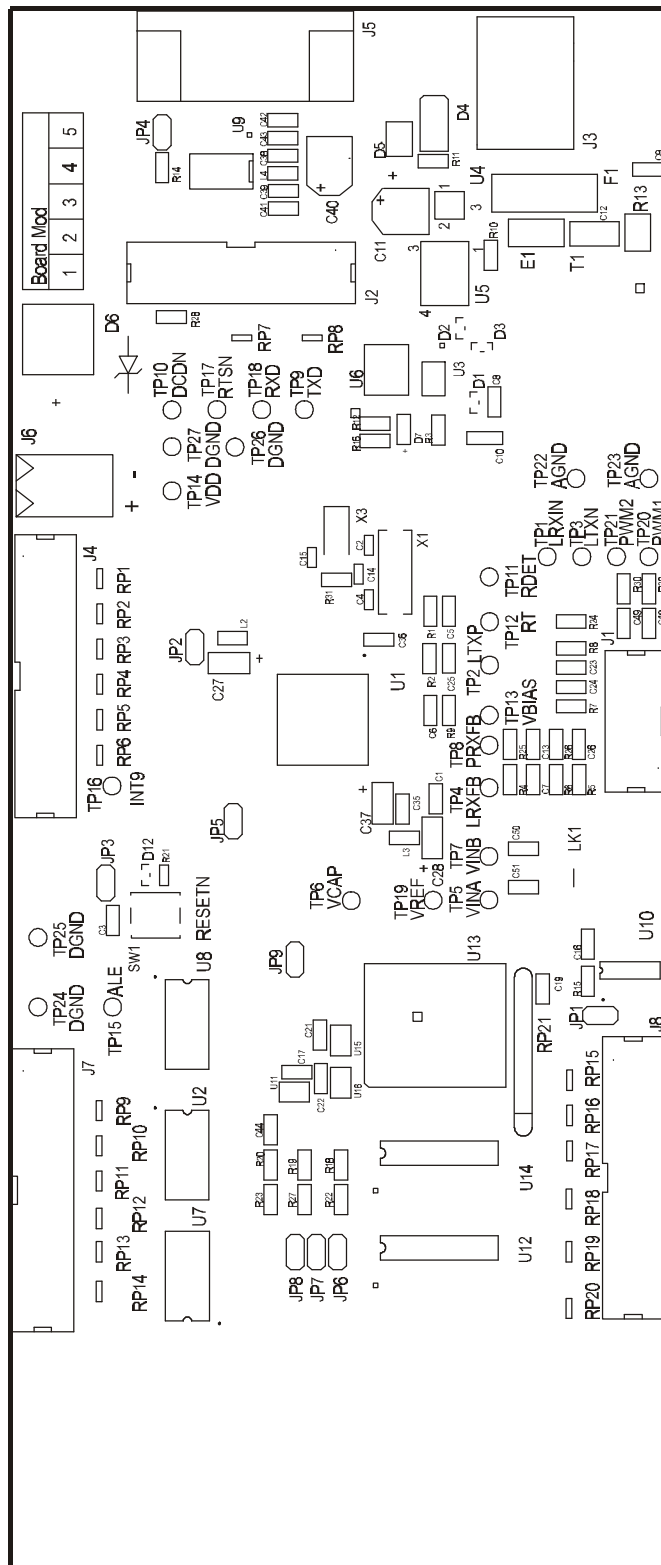 J5
JP4
R14
U9
C42
C43
C38
L4
C39
C41
C40
D5
D4
R11
J3
Board Mod
1 2 3 4 5
D6
R28
J2
C11
1
2 3
U4
F1
R13
C12
R10
E1
T1
3
4
1
U5
RP7
RP8
D2
D3
U6
U3
D1
C8
R12
R16
D7
R3
C10
J6
+ -
TP10
DCDN
TP17
RTSN
TP18
RXD
TP9
TXD
TP27
DGND
TP26
DGND
TP14
VDD
TP22
AGND
TP23
AGND
TP1
LRXIN
TP3
LTXN
TP21
PWM2
TP20
PWM1
J4
RP1
RP2
RP3
RP4
RP5
RP6
TP16
INT9
JP2
L2
C27
X3
C15
R31
C2
C14
C4
X1
U1
R1
C5
R2
C25
C6
R9
TP11
RDET
TP12
RT
TP2
LTXP
TP13
VBIAS
TP8
PRXFB
TP4
LRXFB
TP7
VINB
TP5
VINA
R30
C49
R24
R8
C23
C24
R7
J1
R25
C13
R26
C26
R4
C7
R6
R5
JP5
JP3
D12
R21
C3
SW1
RESETN
C37
C35
C1
L3
C28
TP6
VCAP
TP19
VREF
C50
C51
LK1
TP25
DGND
TP24
DGND
TP15
ALE
U8
JP9
U13
U10
C16
R15
JP1
C19
RP21
J8
J7
RP9
RP10
RP11
RP12
RP13
RP14
U2
U7
C21
U15
C17
U11
C22
U16
C44
R20
R19
R18
R23
R27
R22
JP8
JP7
JP6
U14
U12
RP15
RP16
RP17
RP18
RP19
RP20